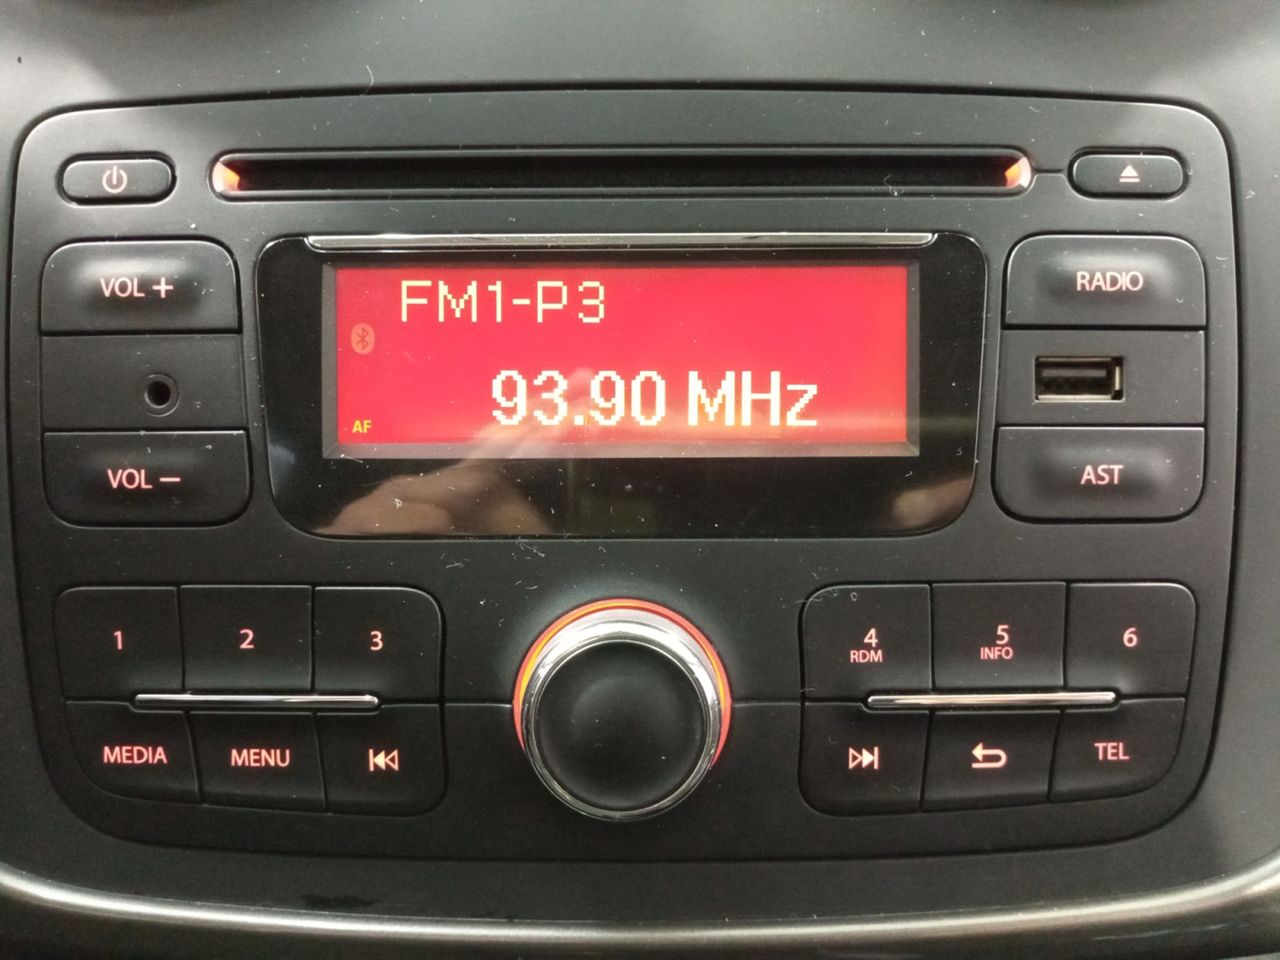 VOL +
FM1-P3
RADIO
93.90 MHz
AF
VOL –
AST
1
2
3
4
RDM
5
INFO
6
MEDIA
MENU
TEL